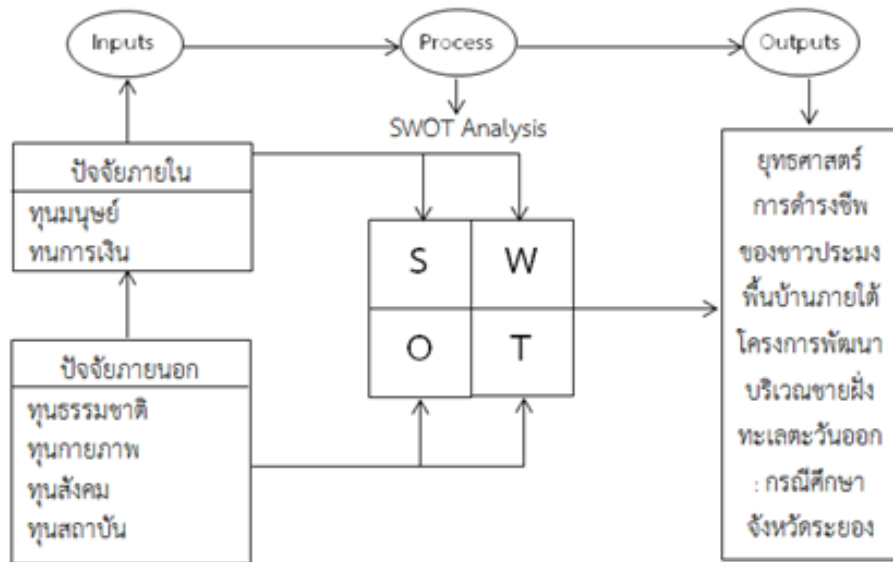 Inputs
Process
Outputs
SWOT Analysis
ปัจจัยภายใน
ทุนมนุษย์
ทนการเงิน
ปัจจัยภายนอก
ทุนธรรมชาติ
ทุนกายภาพ
ทุนสังคม
ทุนสถาบัน
S
W
O
T
ยุทธศาสตร์
การดำรงชีพ
ของชาวประมง
พื้นบ้านภายใต้
โครงการพัฒนา
บริเวณชายฝั่ง
ทะเลตะวันออก
: กรณีศึกษา
จังหวัดระยอง